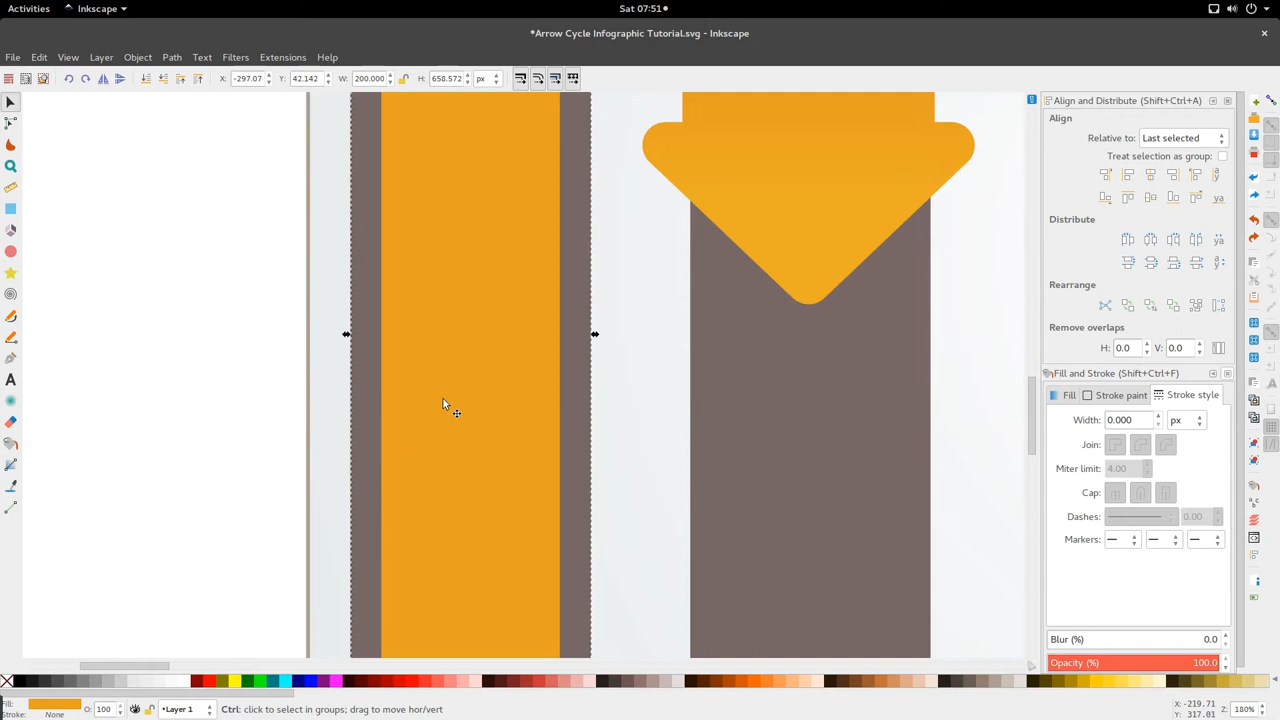 Activities Inkscape Sat 07:51
*Arrow Cycle Infographic Tutorial.svg - Inkscape
File Edit View Layer Object Path Text Filters Extensions Help
X: -297.07 Y: 42.142 W: 200.000 H: 658.572 px
Align and Distribute (Shift+Ctrl+A)
Align
Relative to: Last selected
Treat selection as group:
Distribute
Rearrange
Remove overlaps
H: 0.0 V: 0.0
Fill and Stroke (Shift+Ctrl+F)
Fill Stroke paint Stroke style
Width: 0.000 px
Join:
Miter limit: 4.00
Cap:
Dashes: 0.00
Markers:
Blur (%) 0.0
Opacity (%) 100.0
Fill:
Stroke: None
O: 100
Layer 1
Ctrl: click to select in groups; drag to move hor/vert
X: -219.71
Y: 317.01
Z: 180%